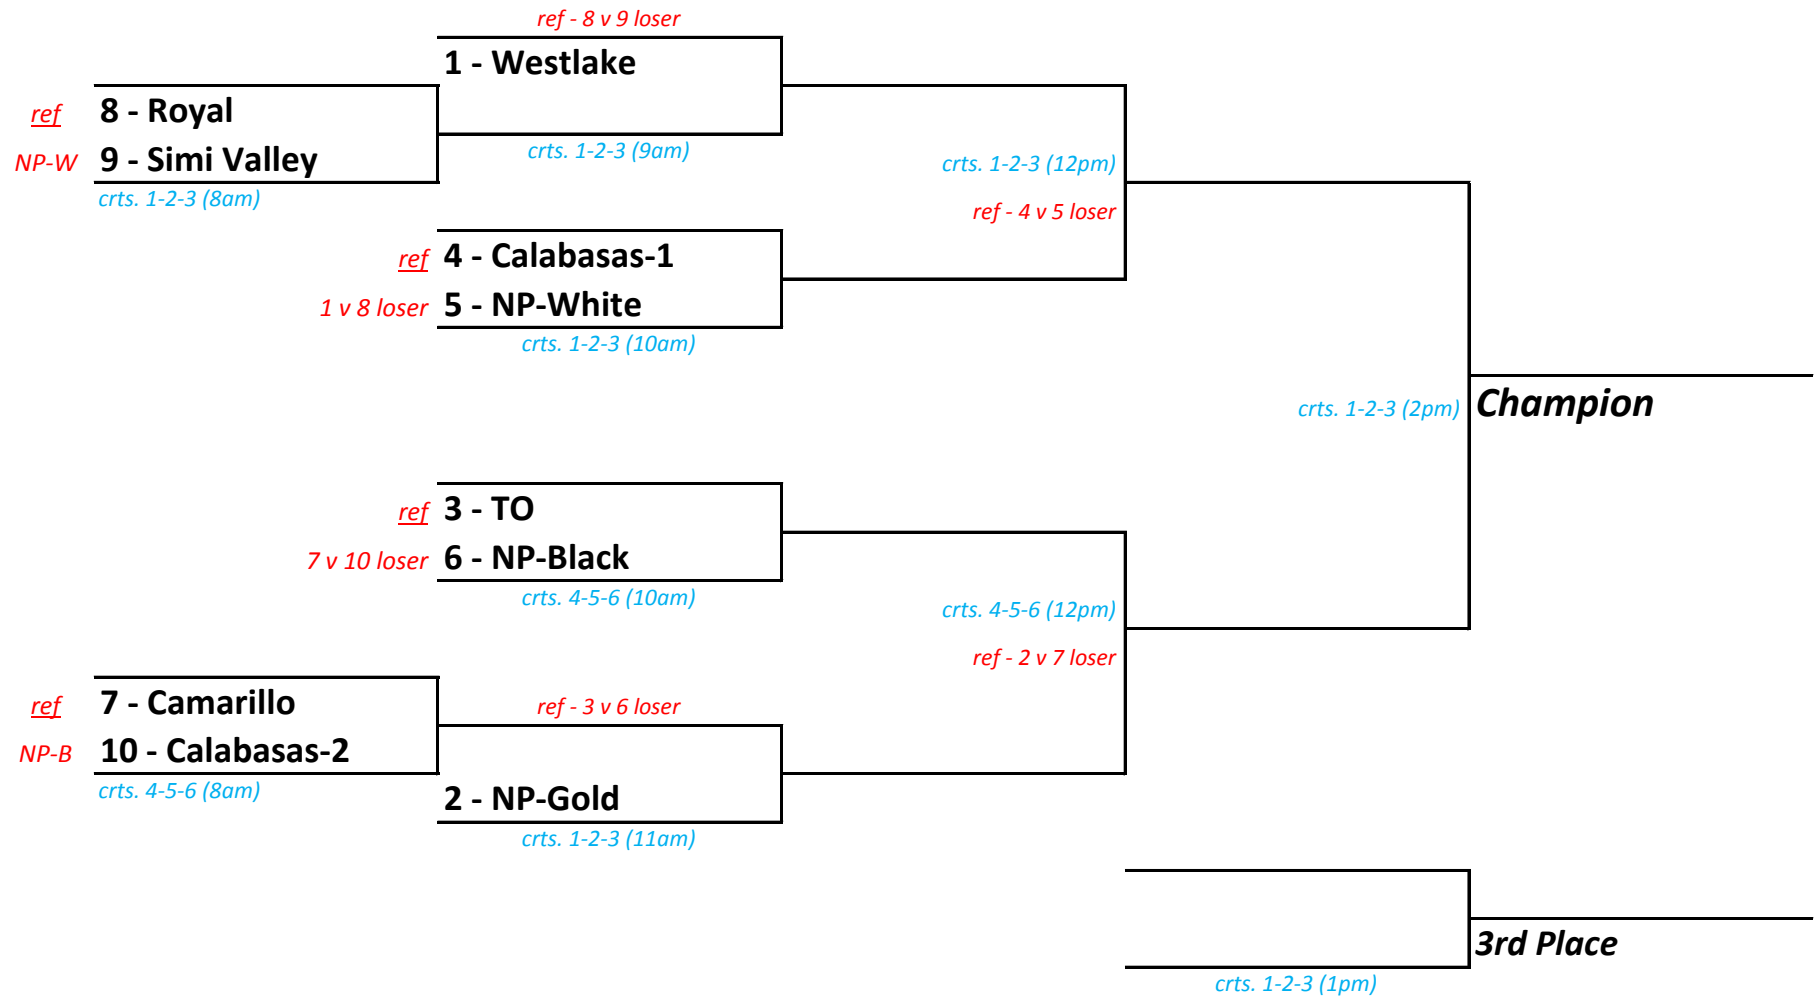 ref - 8 v 9 loser
1 - Westlake
ref 8 - Royal
NP-W 9 - Simi Valley
crts. 1-2-3 (8am)
crts. 1-2-3 (9am)
crts. 1-2-3 (12pm)
ref - 4 v 5 loser
ref 4 - Calabasas-1
1 v 8 loser 5 - NP-White
crts. 1-2-3 (10am)
crts. 1-2-3 (2pm) Champion
ref 3 - TO
7 v 10 loser 6 - NP-Black
crts. 4-5-6 (10am)
crts. 4-5-6 (12pm)
ref - 2 v 7 loser
ref 7 - Camarillo
NP-B 10 - Calabasas-2
crts. 4-5-6 (8am)
ref - 3 v 6 loser
2 - NP-Gold
crts. 1-2-3 (11am)
3rd Place
crts. 1-2-3 (1pm)